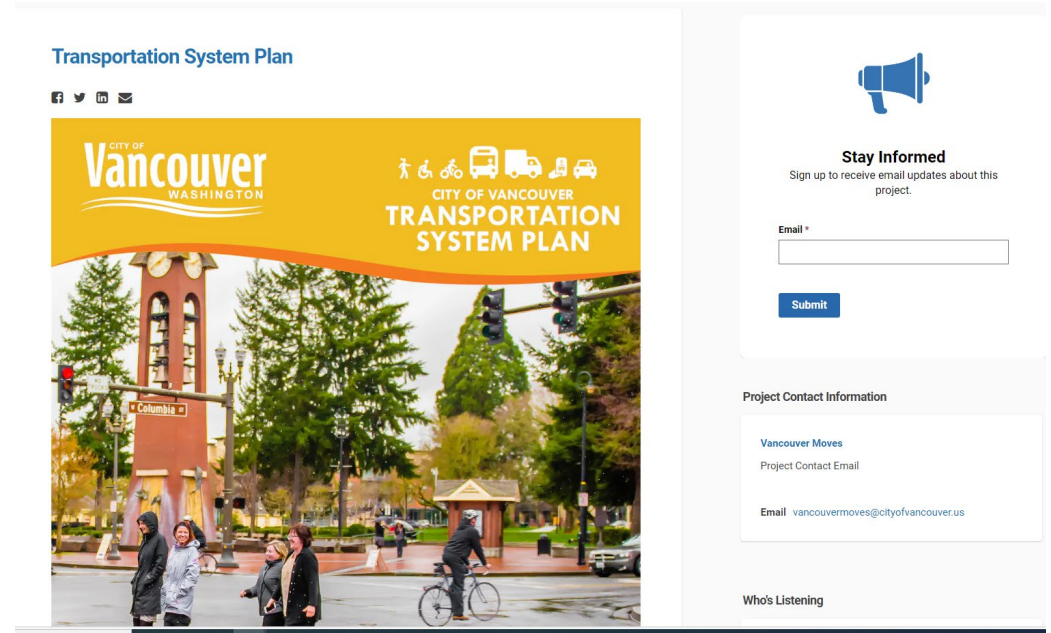 Transportation System Plan
CITY OF
Vancouver
WASHINGTON
CITY OF VANCOUVER
TRANSPORTATION
SYSTEM PLAN
Columbia
Stay Informed
Sign up to receive email updates about this
project.
Email *
Submit
Project Contact Information
Vancouver Moves
Project Contact Email
Email vancouvermoves@cityofvancouver.us
Who's Listening